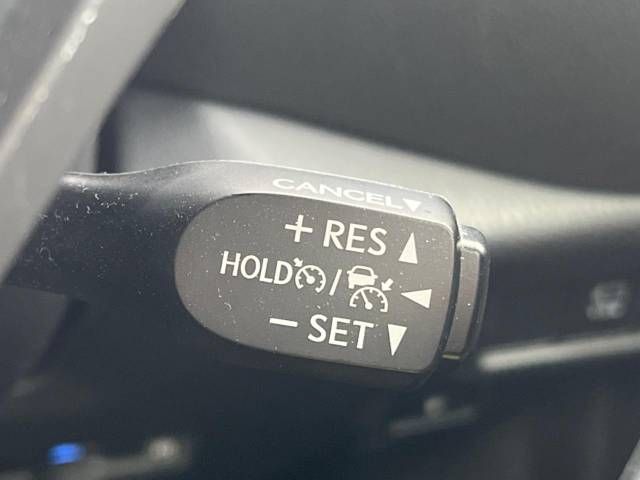 CANCEL▼
+ RES ▲
HOLD / ◀
− SET ▼